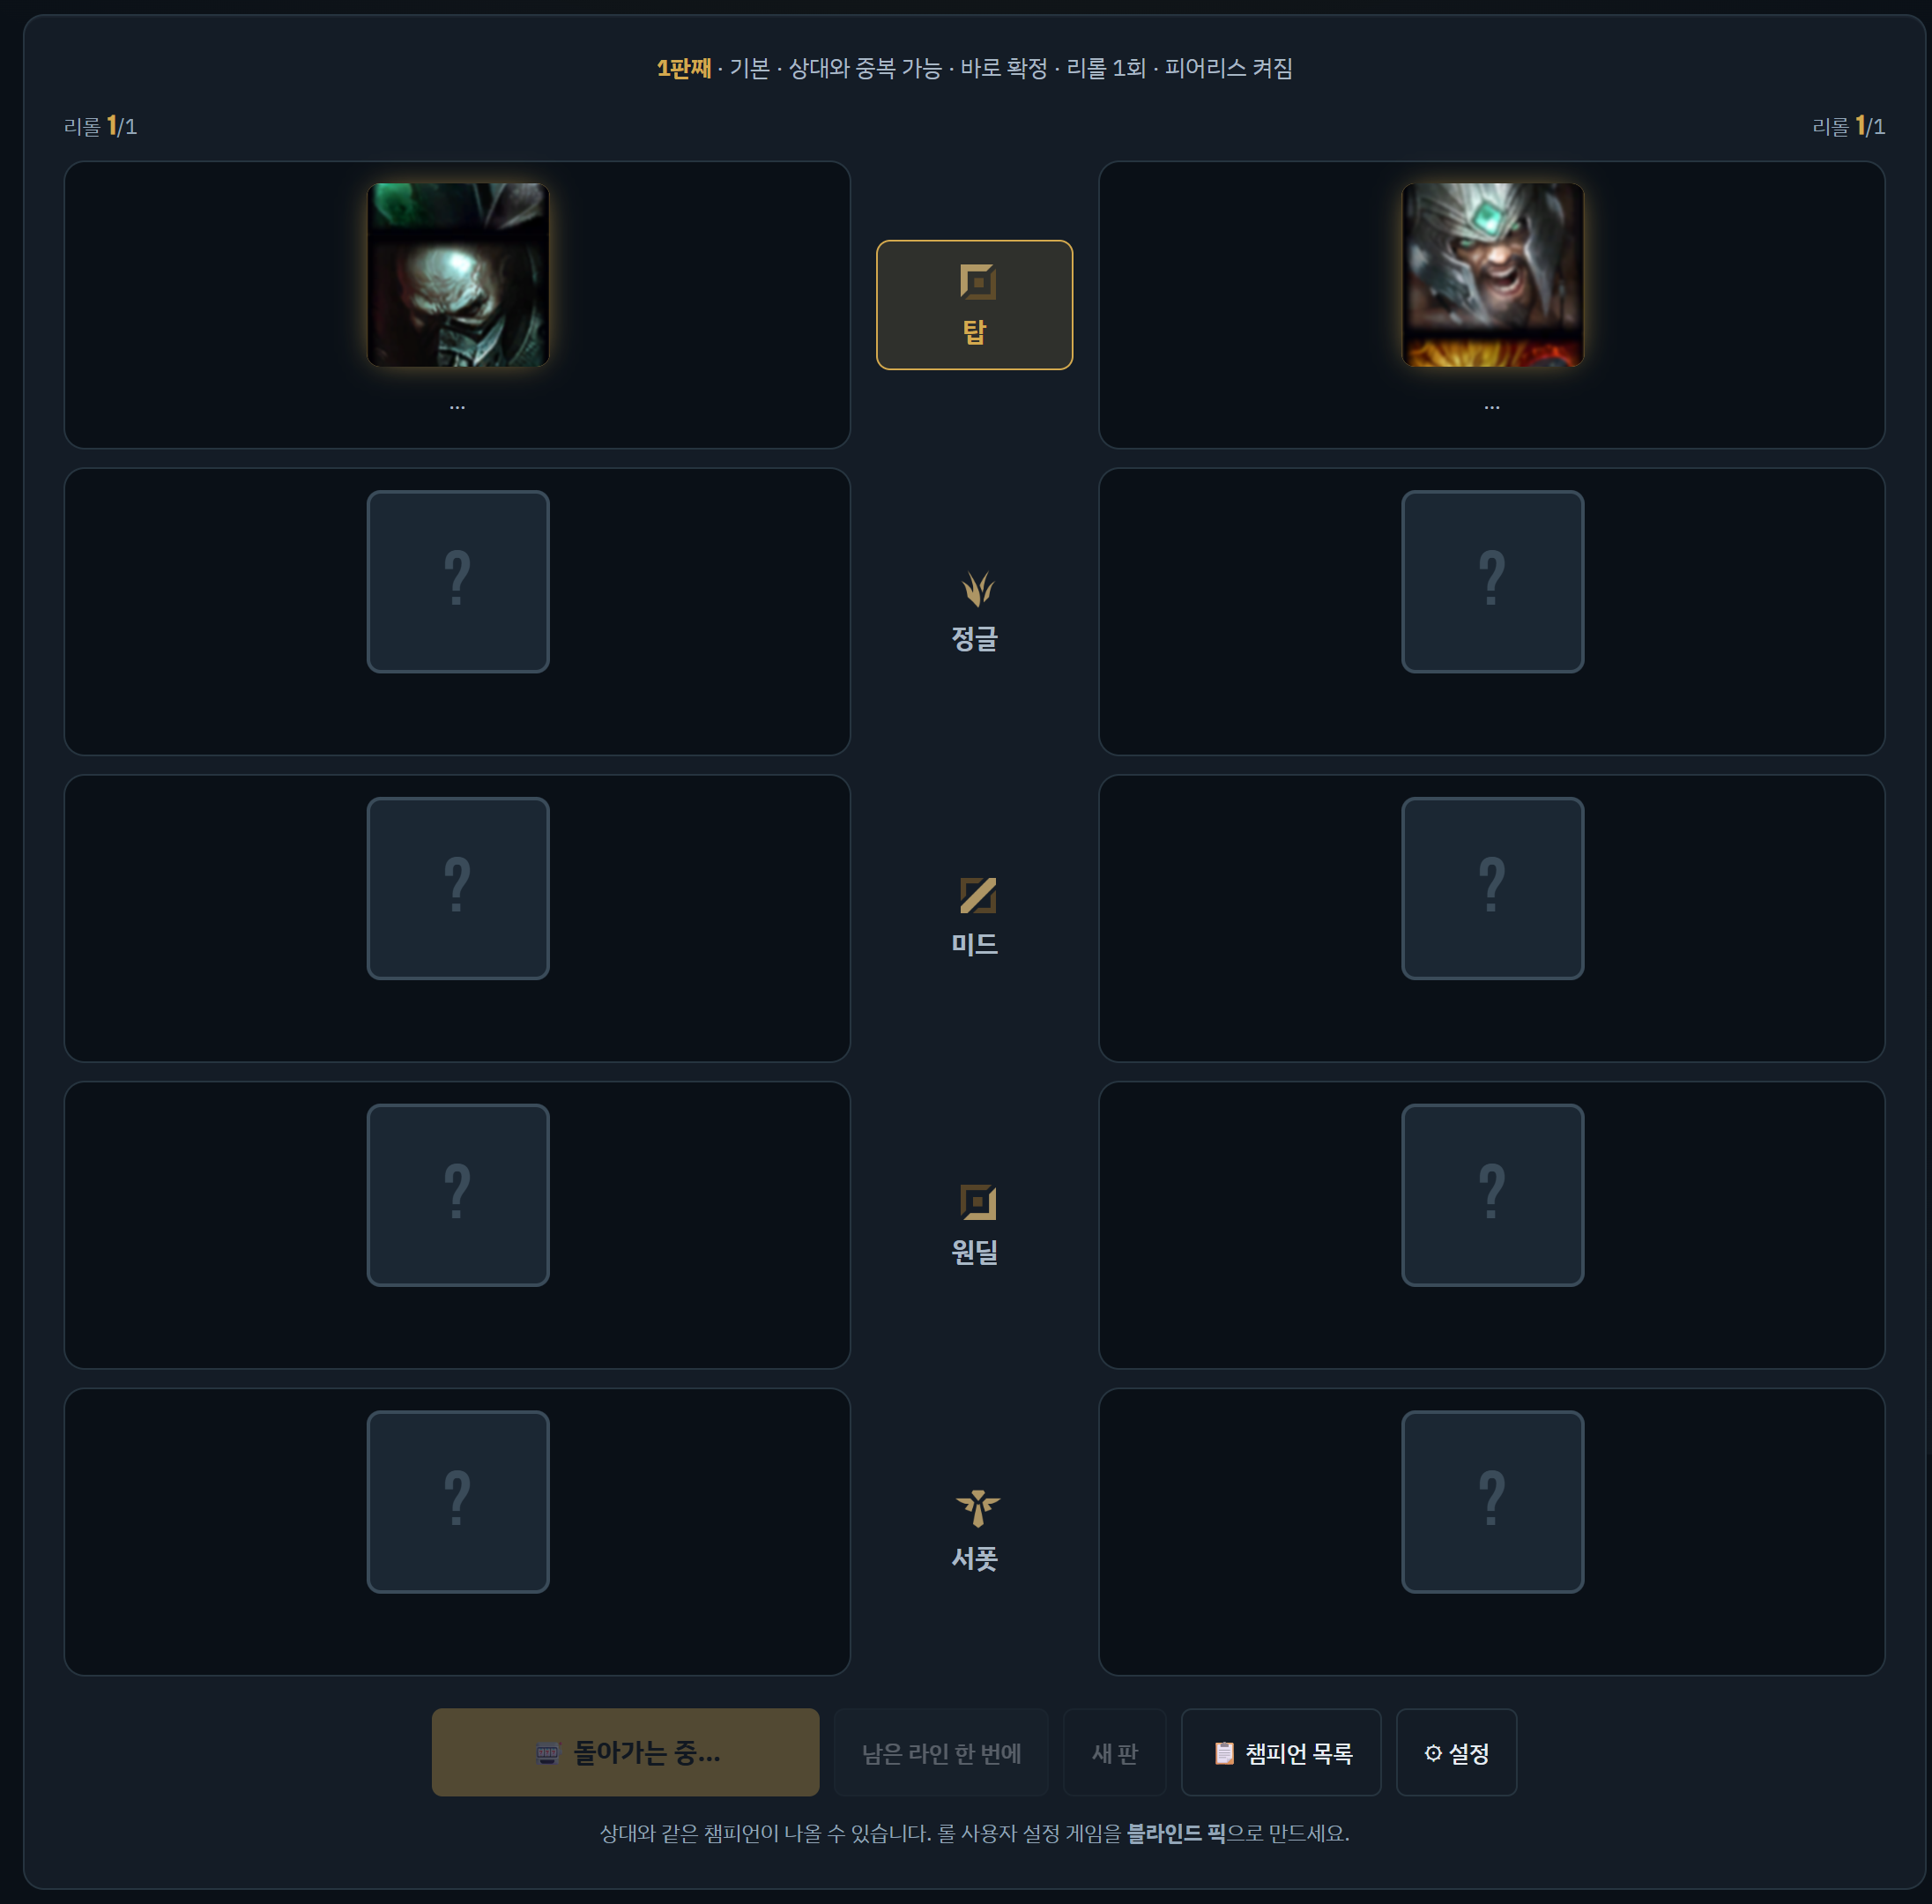 1판째 · 기본 · 상대와 중복 가능 · 바로 확정 · 리롤 1회 · 피어리스 켜짐
리롤 1/1
리롤 1/1
...
탑
...
?
정글
?
?
미드
?
?
원딜
?
?
서폿
?
돌아가는 중...
남은 라인 한 번에
새 판
챔피언 목록
설정
상대와 같은 챔피언이 나올 수 있습니다. 롤 사용자 설정 게임을 블라인드 픽으로 만드세요.